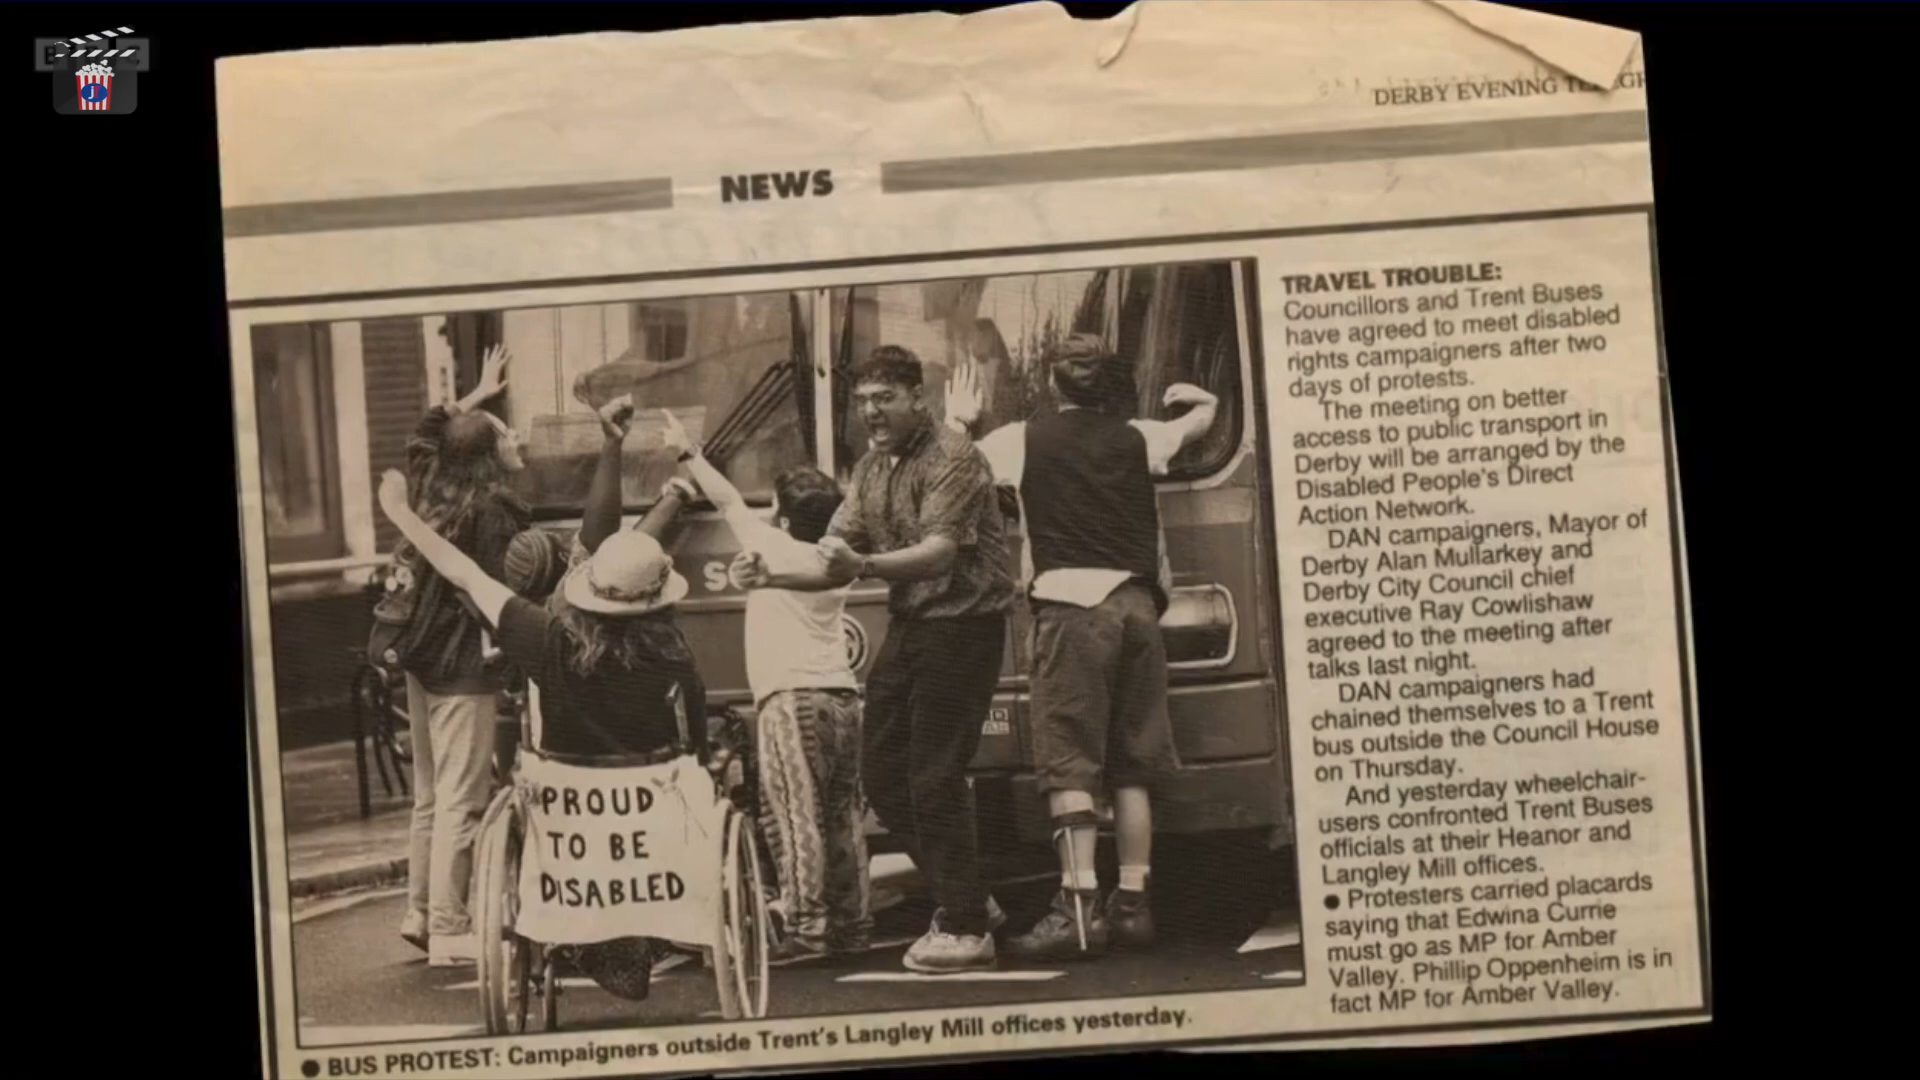 DERBY EVENING
NEWS
TRAVEL TROUBLE:
Councillors and Trent Buses
have agreed to meet disabled
rights campaigners after two
days of protests.
The meeting on better
access to public transport in
Derby will be arranged by the
Disabled People's Direct
Action Network.
DAN campaigners, Mayor of
Derby Alan Mullarkey and
Derby City Council chief
executive Ray Cowlishaw
agreed to the meeting after
talks last night.
DAN campaigners had
chained themselves to a Trent
bus outside the Council House
on Thursday.
And yesterday wheelchair-
users confronted Trent Buses
officials at their Heanor and
Langley Mill offices.
● Protesters carried placards
saying that Edwina Currie
must go as MP for Amber
Valley. Phillip Oppenheim is in
fact MP for Amber Valley.
PROUD
TO BE
DISABLED
● BUS PROTEST: Campaigners outside Trent's Langley Mill offices yesterday.